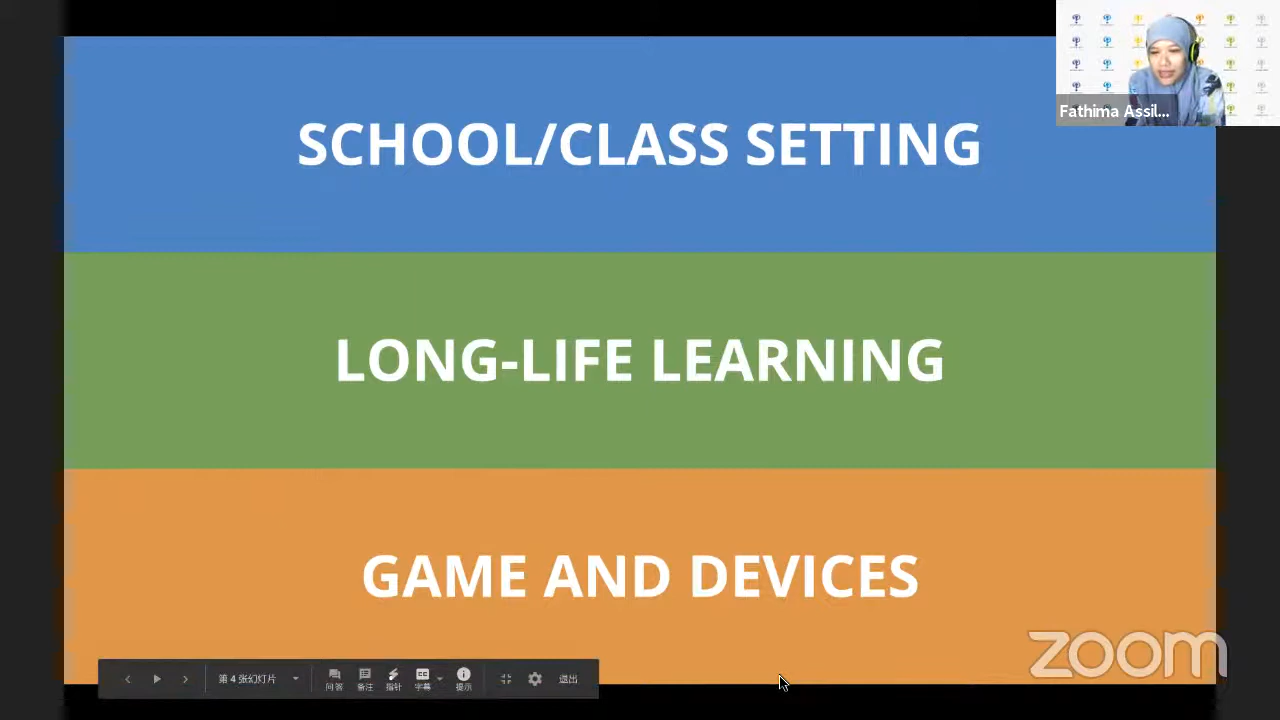 SCHOOL/CLASS SETTING
Fathima Assil...
LONG-LIFE LEARNING
GAME AND DEVICES
zoom
第 4 张幻灯片
问答
备注
指针
字幕
提示
退出